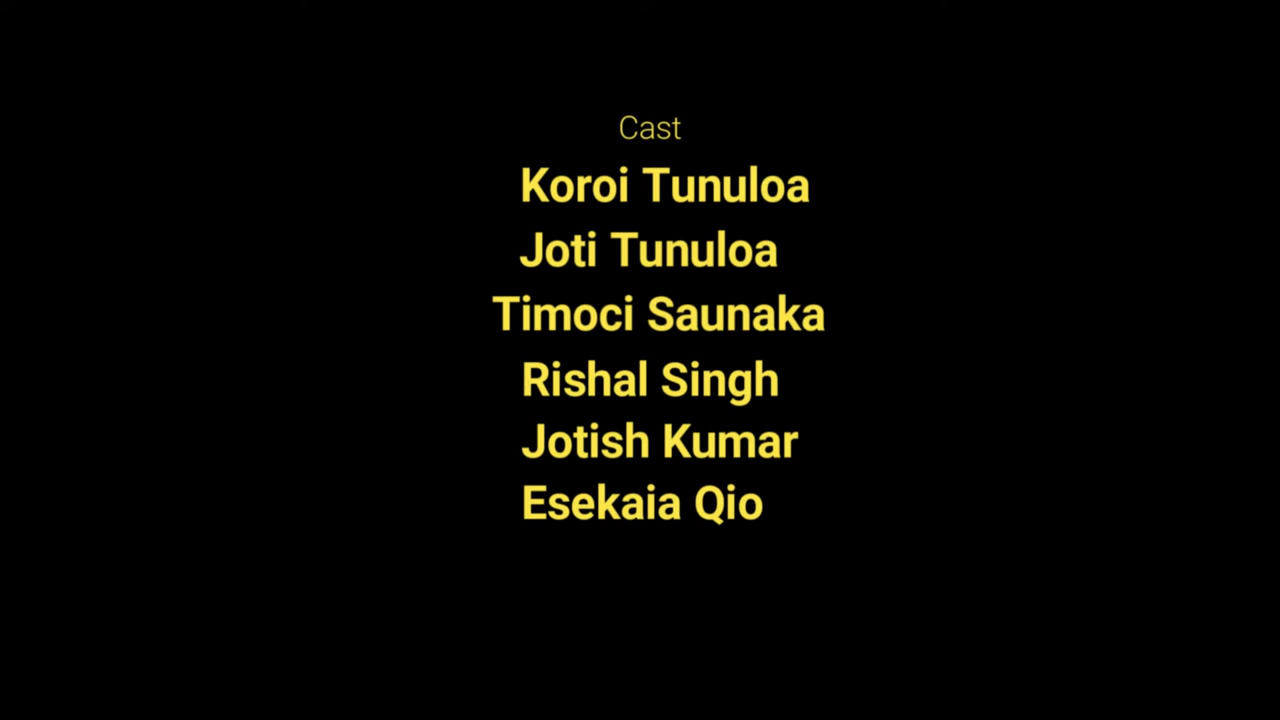 Cast
Koroi Tunuloa
Joti Tunuloa
Timoci Saunaka
Rishal Singh
Jotish Kumar
Esekaia Qio